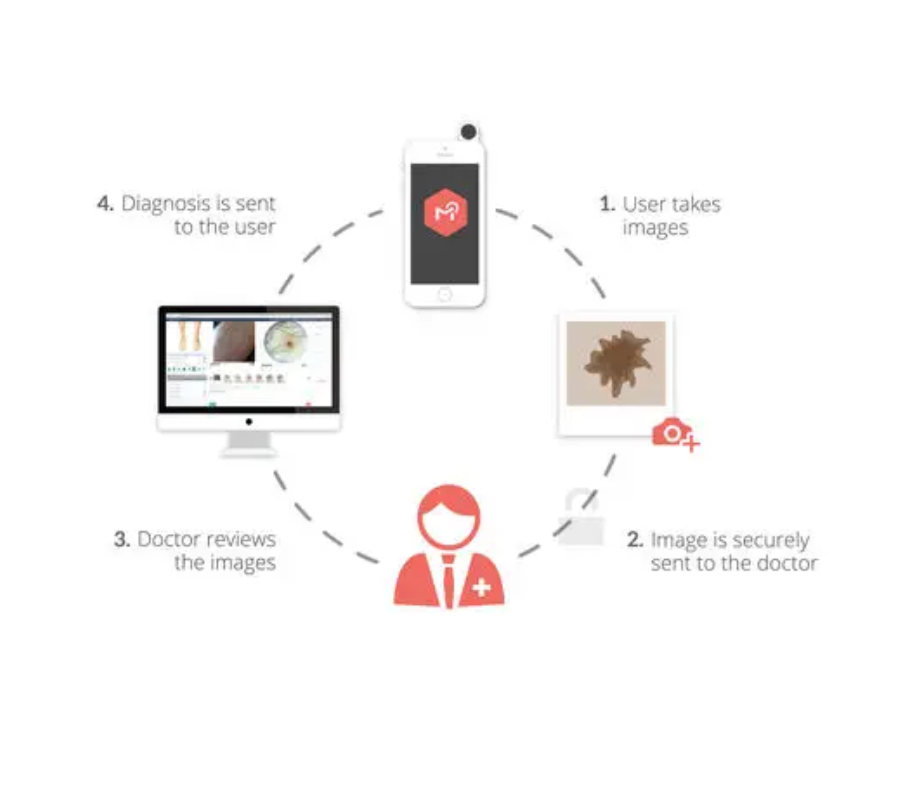 1. User takes
images
2. Image is securely
sent to the doctor
3. Doctor reviews
the images
4. Diagnosis is sent
to the user